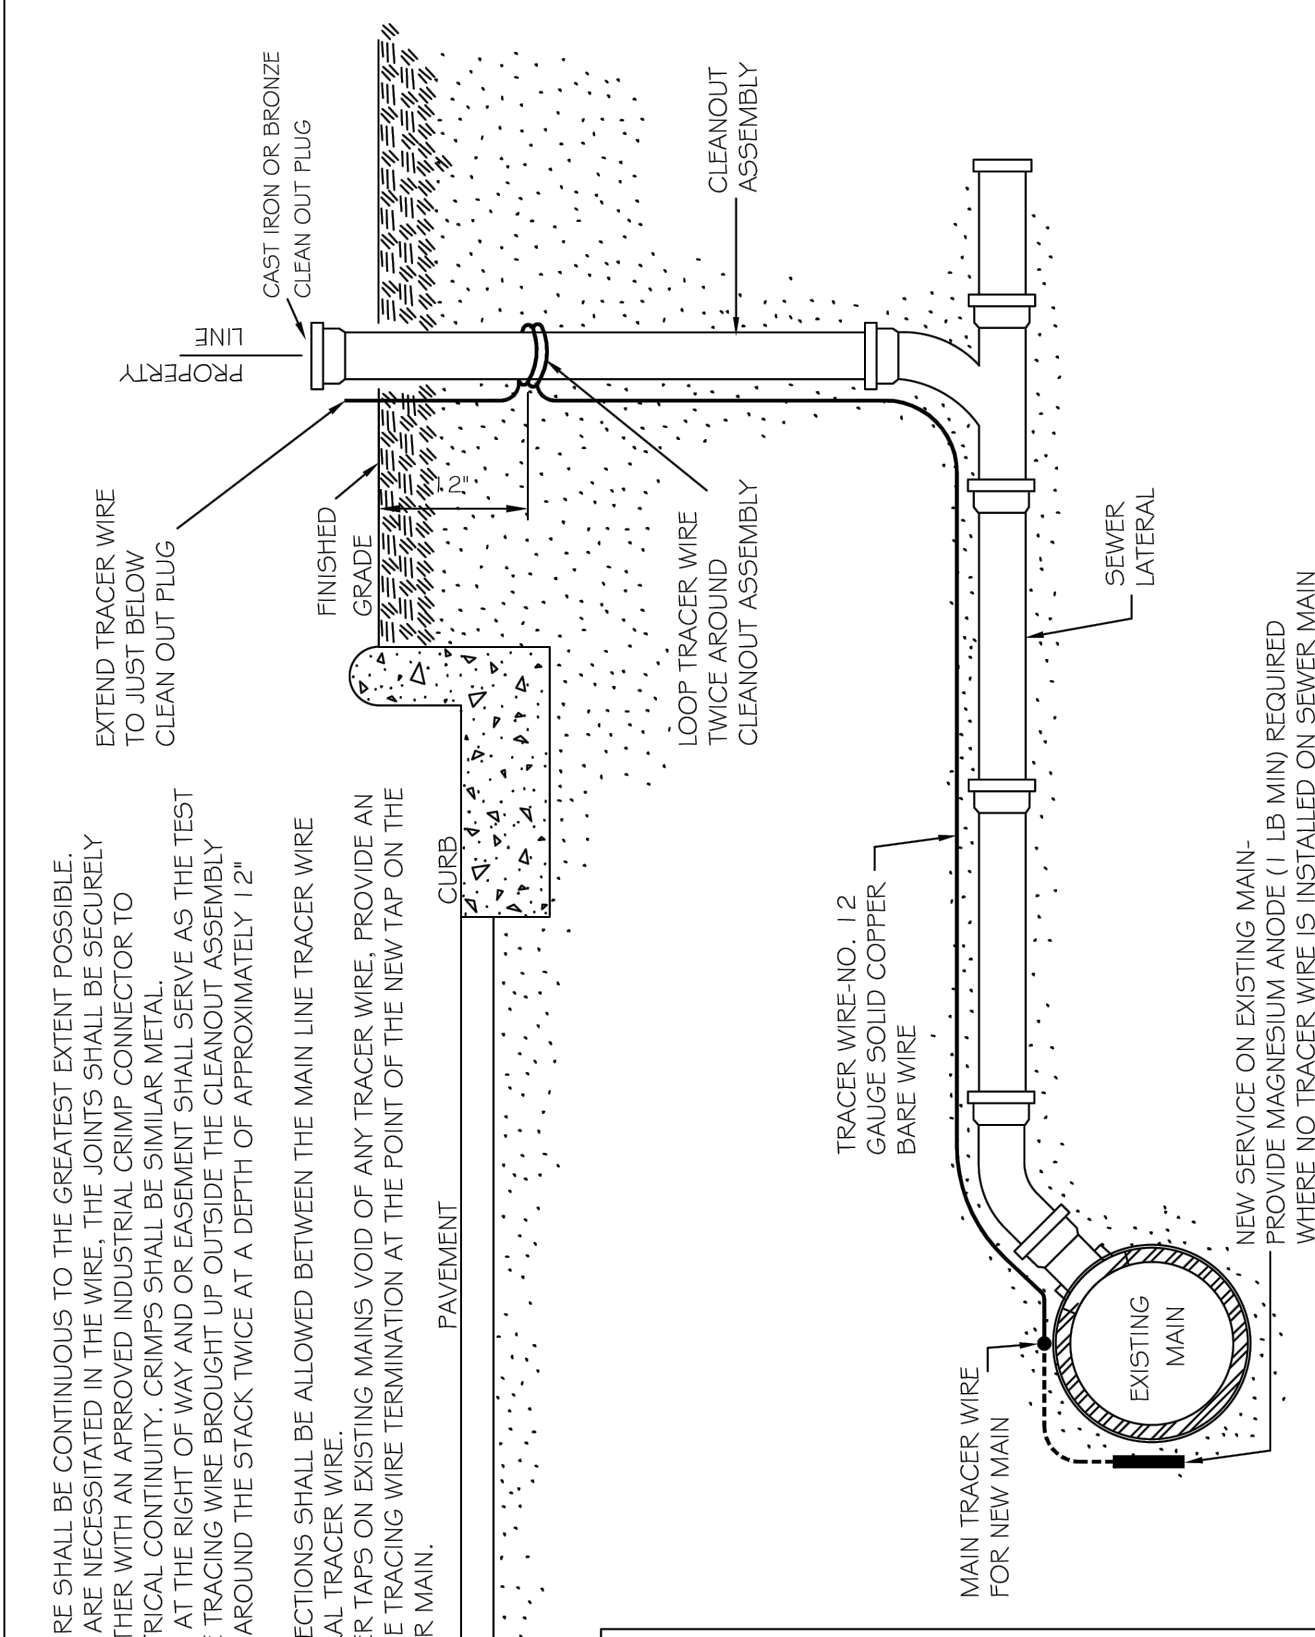 RE SHALL BE CONTINUOUS TO THE GREATEST EXTENT POSSIBLE.
ARE NECESSITATED IN THE WIRE, THE JOINTS SHALL BE SECURELY
THER WITH AN APRROVED INDUSTRIAL CRIMP CONNECTOR TO
TRICAL CONTINUITY. CRIMPS SHALL BE SIMILAR METAL.
AT THE RIGHT OF WAY AND OR EASEMENT SHALL SERVE AS THE TEST
TRACING WIRE BROUGHT UP OUTSIDE THE CLEANOUT ASSEMBLY
AROUND THE STACK TWICE AT A DEPTH OF APPROXIMATELY 12"
ECTIONS SHALL BE ALLOWED BETWEEN THE MAIN LINE TRACER WIRE
AL TRACER WIRE.
ER TAPS ON EXISTING MAINS VOID OF ANY TRACER WIRE, PROVIDE AN
E TRACING WIRE TERMINATION AT THE POINT OF THE NEW TAP ON THE
R MAIN.
EXTEND TRACER WIRE
TO JUST BELOW
CLEAN OUT PLUG
PROPERTY
LINE
CAST IRON OR BRONZE
CLEAN OUT PLUG
FINISHED
GRADE
12"
PAVEMENT
CURB
LOOP TRACER WIRE
TWICE AROUND
CLEANOUT ASSEMBLY
CLEANOUT
ASSEMBLY
TRACER WIRE-NO. 12
GAUGE SOLID COPPER
BARE WIRE
SEWER
LATERAL
MAIN TRACER WIRE
FOR NEW MAIN
EXISTING
MAIN
NEW SERVICE ON EXISTING MAIN-
PROVIDE MAGNESIUM ANODE (1 LB MIN) REQUIRED
WHERE NO TRACER WIRE IS INSTALLED ON SEWER MAIN